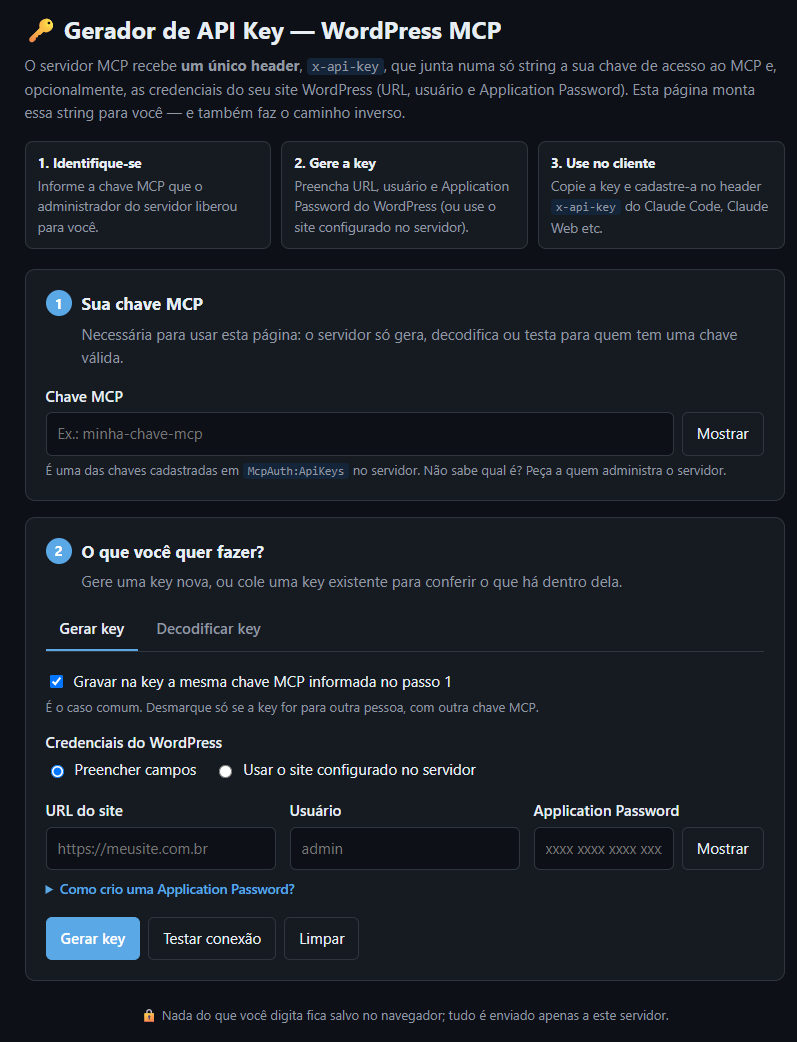 Gerador de API Key — WordPress MCP
O servidor MCP recebe um único header, x-api-key, que junta numa só string a sua chave de acesso ao MCP e,
opcionalmente, as credenciais do seu site WordPress (URL, usuário e Application Password). Esta página monta
essa string para você — e também faz o caminho inverso.
1. Identifique-se
Informe a chave MCP que o
administrador do servidor liberou
para você.
2. Gere a key
Preencha URL, usuário e Application
Password do WordPress (ou use o
site configurado no servidor).
3. Use no cliente
Copie a key e cadastre-a no header
x-api-key do Claude Code, Claude
Web etc.
1 Sua chave MCP
Necessária para usar esta página: o servidor só gera, decodifica ou testa para quem tem uma chave
válida.
Chave MCP
Ex.: minha-chave-mcp Mostrar
É uma das chaves cadastradas em McpAuth:ApiKeys no servidor. Não sabe qual é? Peça a quem administra o servidor.
2 O que você quer fazer?
Gere uma key nova, ou cole uma key existente para conferir o que há dentro dela.
Gerar key Decodificar key
Gravar na key a mesma chave MCP informada no passo 1
É o caso comum. Desmarque só se a key for para outra pessoa, com outra chave MCP.
Credenciais do WordPress
Preencher campos Usar o site configurado no servidor
URL do site Usuário Application Password
https://meusite.com.br admin xxxx xxxx xxxx xxx Mostrar
Como crio uma Application Password?
Gerar key Testar conexão Limpar
Nada do que você digita fica salvo no navegador; tudo é enviado apenas a este servidor.